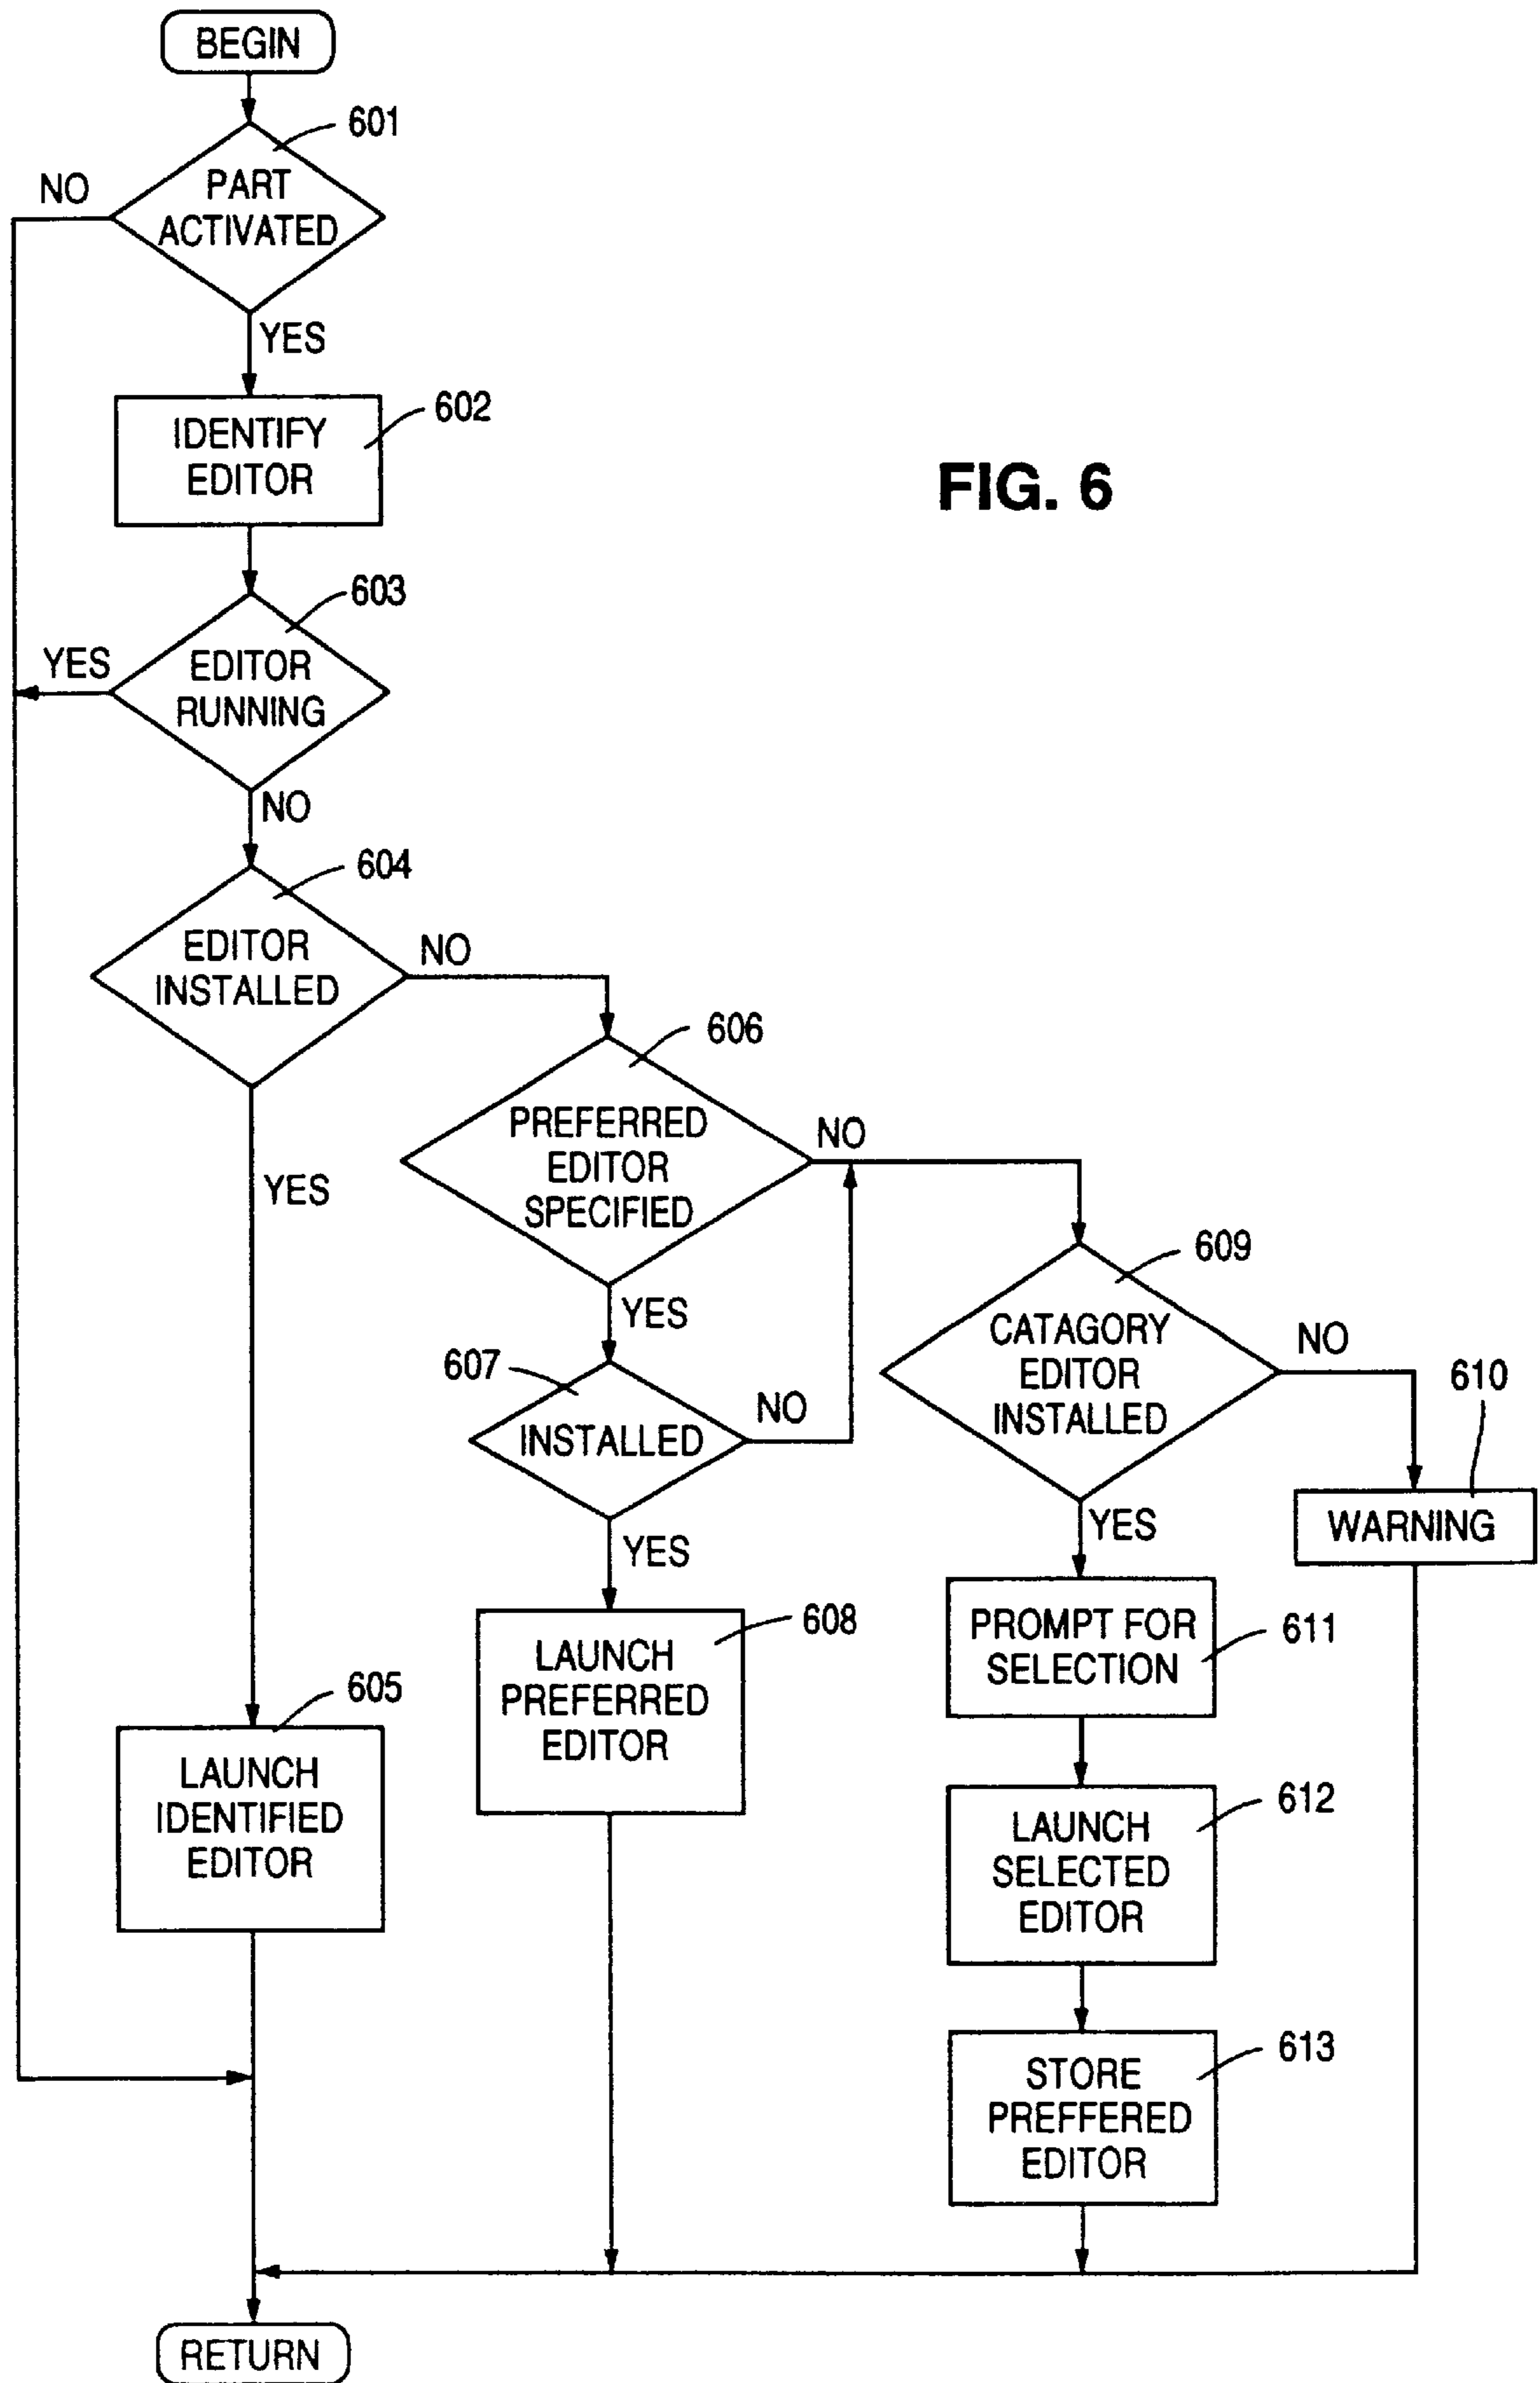 BEGIN
601
NO
PART
ACTIVATED
YES
602
IDENTIFY
EDITOR
FIG. 6
603
YES
EDITOR
RUNNING
NO
604
EDITOR
INSTALLED
NO
606
PREFERRED
EDITOR
SPECIFIED
NO
YES
YES
609
CATAGORY
EDITOR
INSTALLED
NO
607
INSTALLED
NO
610
WARNING
YES
YES
608
LAUNCH
PREFERRED
EDITOR
PROMPT FOR
SELECTION
611
605
LAUNCH
IDENTIFIED
EDITOR
612
LAUNCH
SELECTED
EDITOR
613
STORE
PREFFERED
EDITOR
RETURN